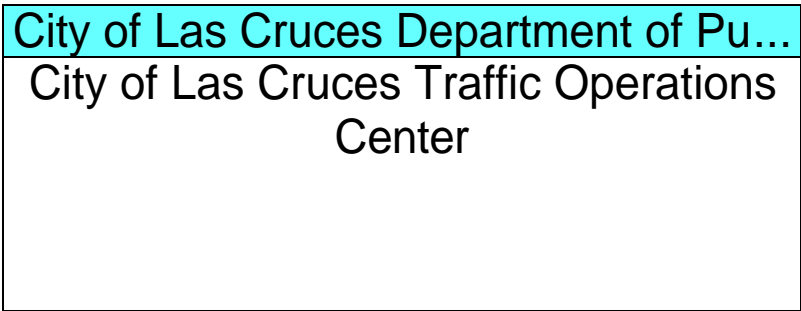 City of Las Cruces Department of Pu...
City of Las Cruces Traffic Operations
Center